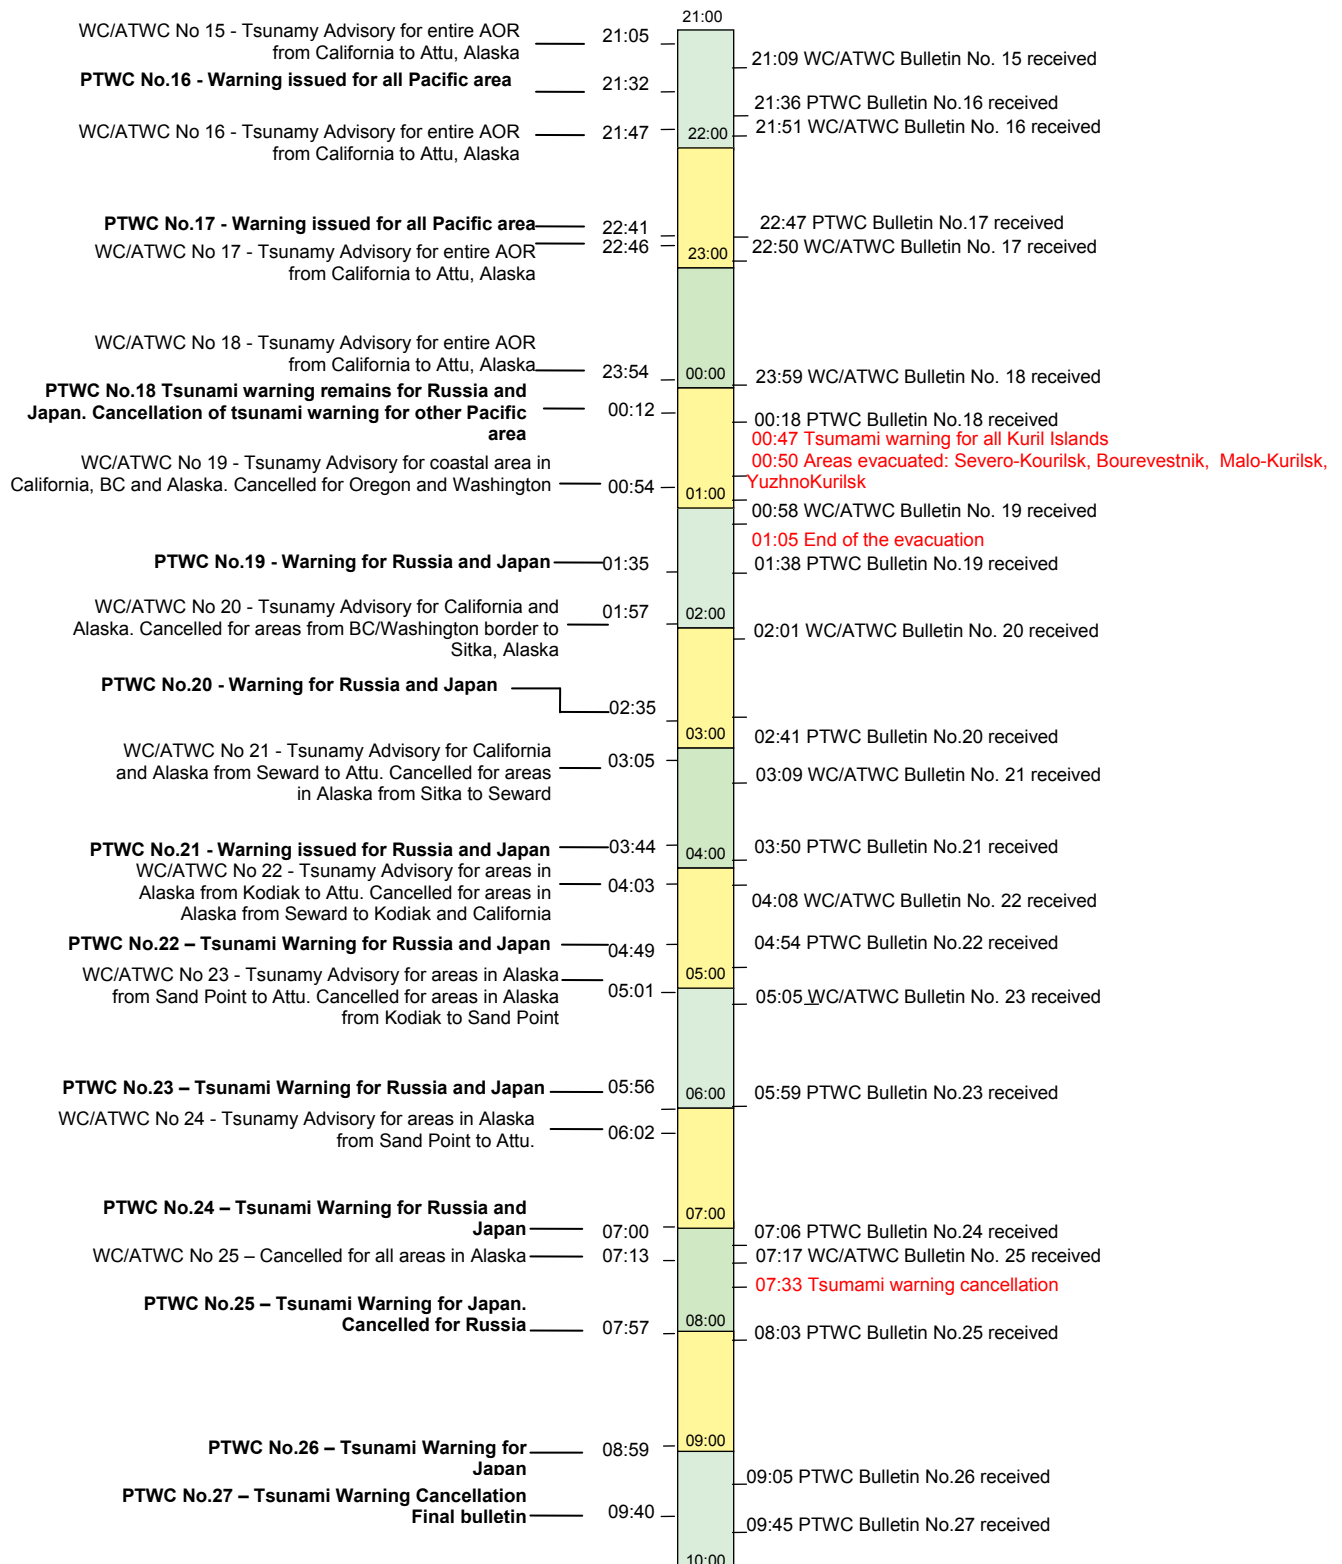 21:00
WC/ATWC No 15 - Tsunamy Advisory for entire AOR
from California to Attu, Alaska
21:05
21:09 WC/ATWC Bulletin No. 15 received
PTWC No.16 - Warning issued for all Pacific area
21:32
21:36 PTWC Bulletin No.16 received
WC/ATWC No 16 - Tsunamy Advisory for entire AOR
from California to Attu, Alaska
21:47
22:00
21:51 WC/ATWC Bulletin No. 16 received
PTWC No.17 - Warning issued for all Pacific area
22:41
22:47 PTWC Bulletin No.17 received
WC/ATWC No 17 - Tsunamy Advisory for entire AOR
from California to Attu, Alaska
22:46
23:00
22:50 WC/ATWC Bulletin No. 17 received
WC/ATWC No 18 - Tsunamy Advisory for entire AOR
from California to Attu, Alaska
23:54
00:00
23:59 WC/ATWC Bulletin No. 18 received
PTWC No.18 Tsunami warning remains for Russia and
Japan. Cancellation of tsunami warning for other Pacific
area
00:12
00:18 PTWC Bulletin No.18 received
00:47 Tsumami warning for all Kuril Islands
00:50 Areas evacuated: Severo-Kourilsk, Bourevestnik, Malo-Kurilsk,
YuzhnoKurilsk
WC/ATWC No 19 - Tsunamy Advisory for coastal area in
California, BC and Alaska. Cancelled for Oregon and Washington
00:54
01:00
00:58 WC/ATWC Bulletin No. 19 received
01:05 End of the evacuation
PTWC No.19 - Warning for Russia and Japan
01:35
01:38 PTWC Bulletin No.19 received
WC/ATWC No 20 - Tsunamy Advisory for California and
Alaska. Cancelled for areas from BC/Washington border to
Sitka, Alaska
01:57
02:00
02:01 WC/ATWC Bulletin No. 20 received
PTWC No.20 - Warning for Russia and Japan
02:35
03:00
02:41 PTWC Bulletin No.20 received
WC/ATWC No 21 - Tsunamy Advisory for California
and Alaska from Seward to Attu. Cancelled for areas
in Alaska from Sitka to Seward
03:05
03:09 WC/ATWC Bulletin No. 21 received
PTWC No.21 - Warning issued for Russia and Japan
03:44
04:00
03:50 PTWC Bulletin No.21 received
WC/ATWC No 22 - Tsunamy Advisory for areas in
Alaska from Kodiak to Attu. Cancelled for areas in
Alaska from Seward to Kodiak and California
04:03
04:08 WC/ATWC Bulletin No. 22 received
PTWC No.22 – Tsunami Warning for Russia and Japan
04:49
04:54 PTWC Bulletin No.22 received
05:00
WC/ATWC No 23 - Tsunamy Advisory for areas in Alaska
from Sand Point to Attu. Cancelled for areas in Alaska
from Kodiak to Sand Point
05:01
05:05 WC/ATWC Bulletin No. 23 received
PTWC No.23 – Tsunami Warning for Russia and Japan
05:56
06:00
05:59 PTWC Bulletin No.23 received
WC/ATWC No 24 - Tsunamy Advisory for areas in Alaska
from Sand Point to Attu.
06:02
PTWC No.24 – Tsunami Warning for Russia and
Japan
07:00
07:00
07:06 PTWC Bulletin No.24 received
WC/ATWC No 25 – Cancelled for all areas in Alaska
07:13
07:17 WC/ATWC Bulletin No. 25 received
07:33 Tsumami warning cancellation
PTWC No.25 – Tsunami Warning for Japan.
Cancelled for Russia
07:57
08:00
08:03 PTWC Bulletin No.25 received
PTWC No.26 – Tsunami Warning for
Japan
08:59
09:00
09:05 PTWC Bulletin No.26 received
PTWC No.27 – Tsunami Warning Cancellation
Final bulletin
09:40
09:45 PTWC Bulletin No.27 received
10:00